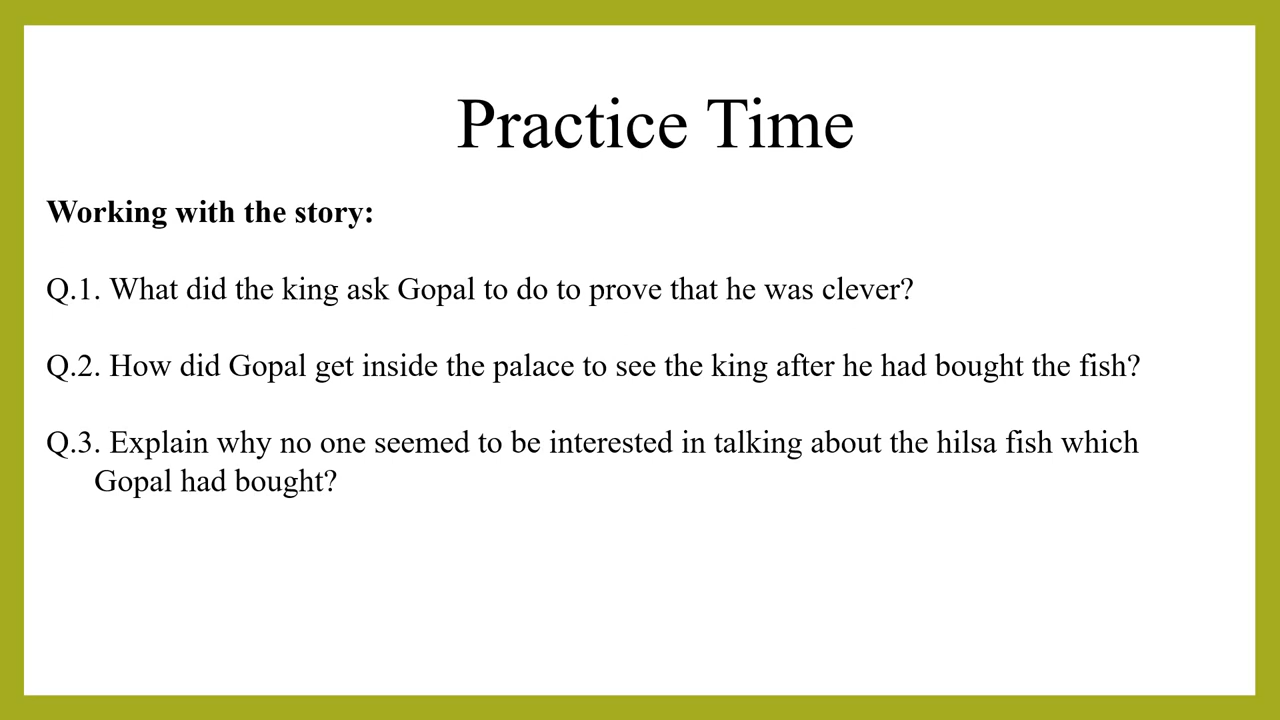 Practice Time
Working with the story:
Q.1. What did the king ask Gopal to do to prove that he was clever?
Q.2. How did Gopal get inside the palace to see the king after he had bought the fish?
Q.3. Explain why no one seemed to be interested in talking about the hilsa fish which
Gopal had bought?